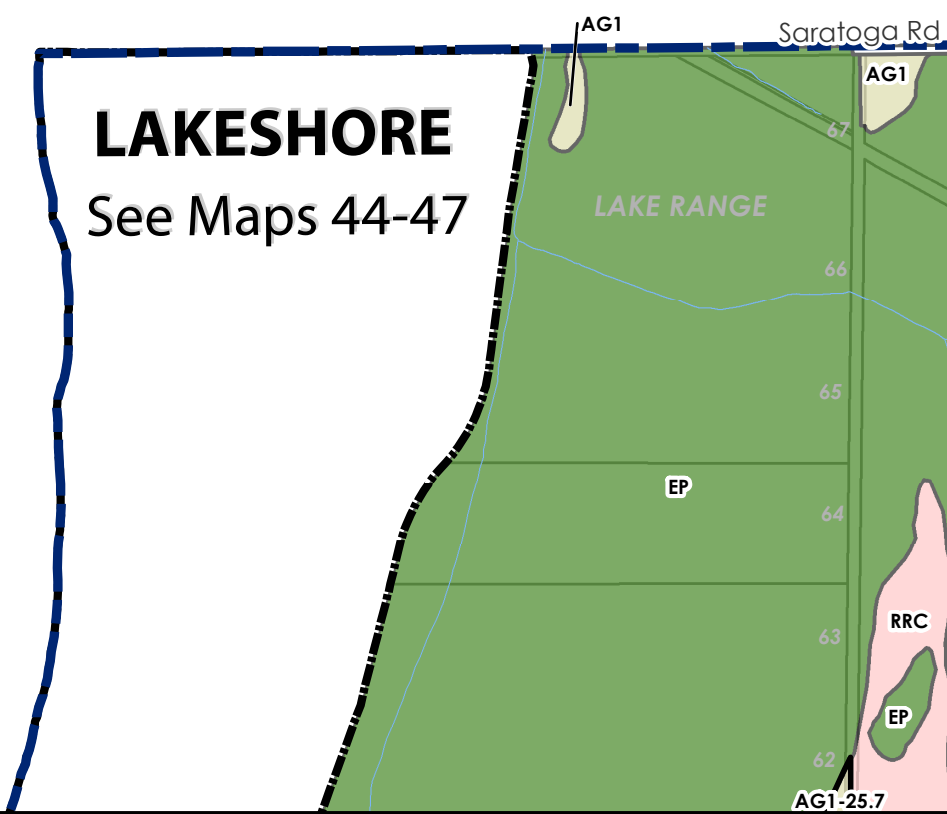 AG1
Saratoga Rd
AG1
LAKESHORE
67
See Maps 44-47
LAKE RANGE
66
65
EP
64
RRC
63
EP
62
AG1-25.7